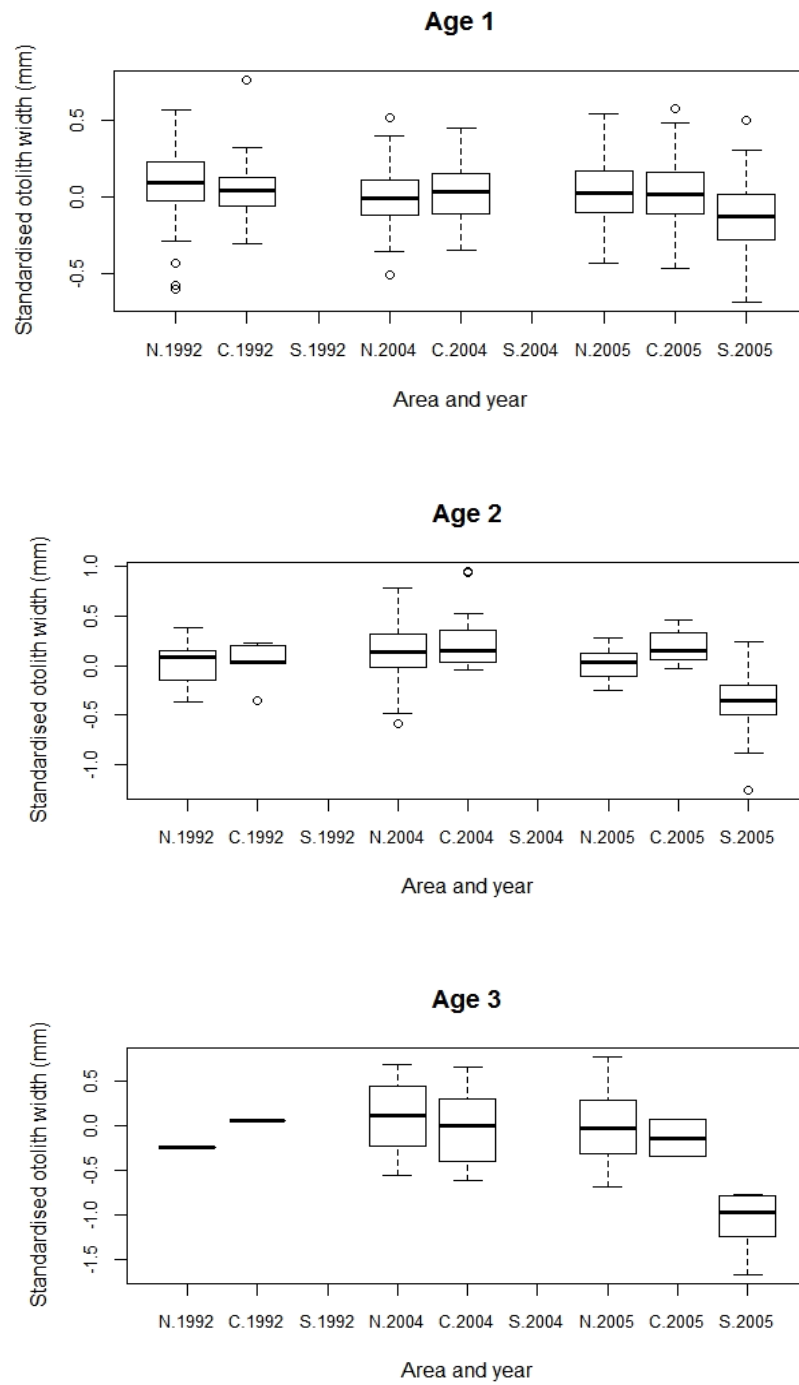 Age 1
Standardised otolith width (mm)
0.5
0.0
-0.5
N.1992 C.1992 S.1992 N.2004 C.2004 S.2004 N.2005 C.2005 S.2005
Area and year
Age 2
Standardised otolith width (mm)
1.0
0.5
0.0
-0.5
-1.0
N.1992 C.1992 S.1992 N.2004 C.2004 S.2004 N.2005 C.2005 S.2005
Area and year
Age 3
Standardised otolith width (mm)
0.5
0.0
-0.5
-1.0
-1.5
N.1992 C.1992 S.1992 N.2004 C.2004 S.2004 N.2005 C.2005 S.2005
Area and year